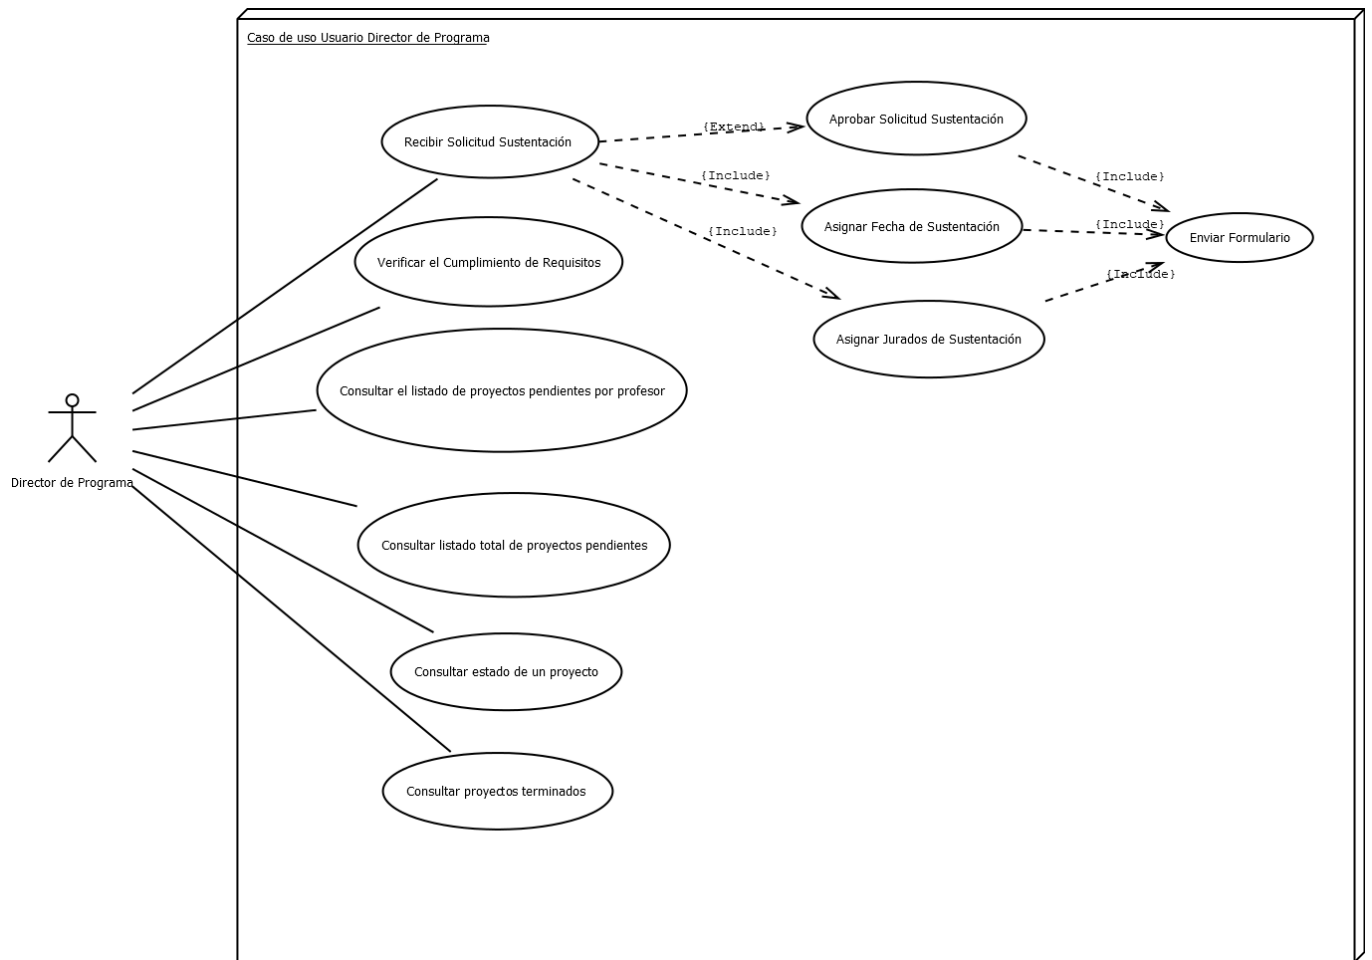 Caso de uso Usuario Director de Programa
Recibir Solicitud Sustentación
{Extend}
Aprobar Solicitud Sustentación
{Include}
{Include}
Asignar Fecha de Sustentación
{Include}
Enviar Formulario
{Include}
Verificar el Cumplimiento de Requisitos
{Include}
Asignar Jurados de Sustentación
Consultar el listado de proyectos pendientes por profesor
Director de Programa
Consultar listado total de proyectos pendientes
Consultar estado de un proyecto
Consultar proyectos terminados